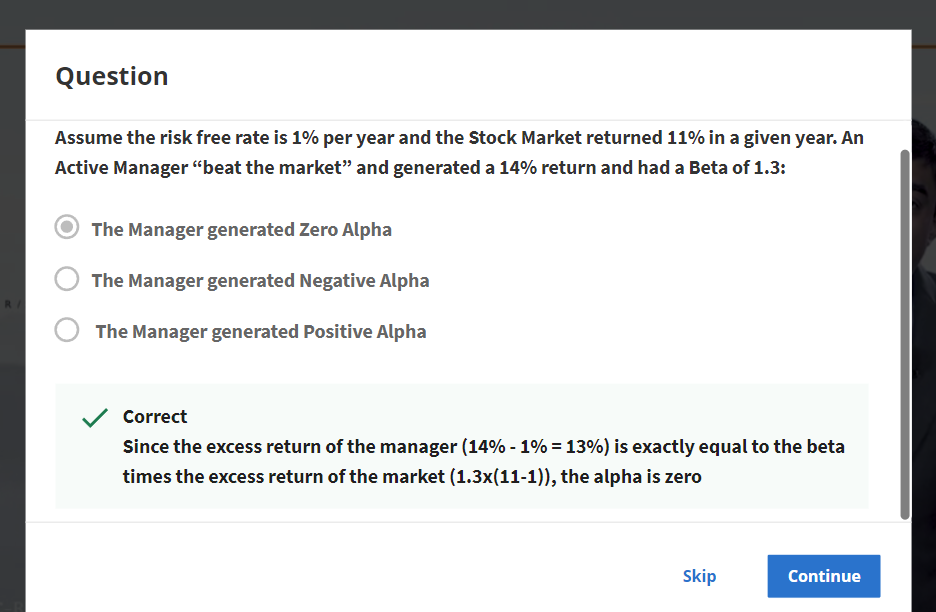 Question
Assume the risk free rate is 1% per year and the Stock Market returned 11% in a given year. An
Active Manager “beat the market” and generated a 14% return and had a Beta of 1.3:
The Manager generated Zero Alpha
The Manager generated Negative Alpha
The Manager generated Positive Alpha
Correct
Since the excess return of the manager (14% - 1% = 13%) is exactly equal to the beta
times the excess return of the market (1.3x(11-1)), the alpha is zero
Skip
Continue